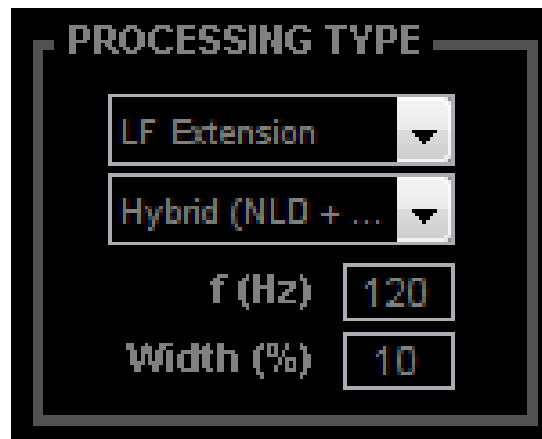 PROCESSING TYPE
LF Extension
Hybrid (NLD + ...
f (Hz) 120
Width (%) 10